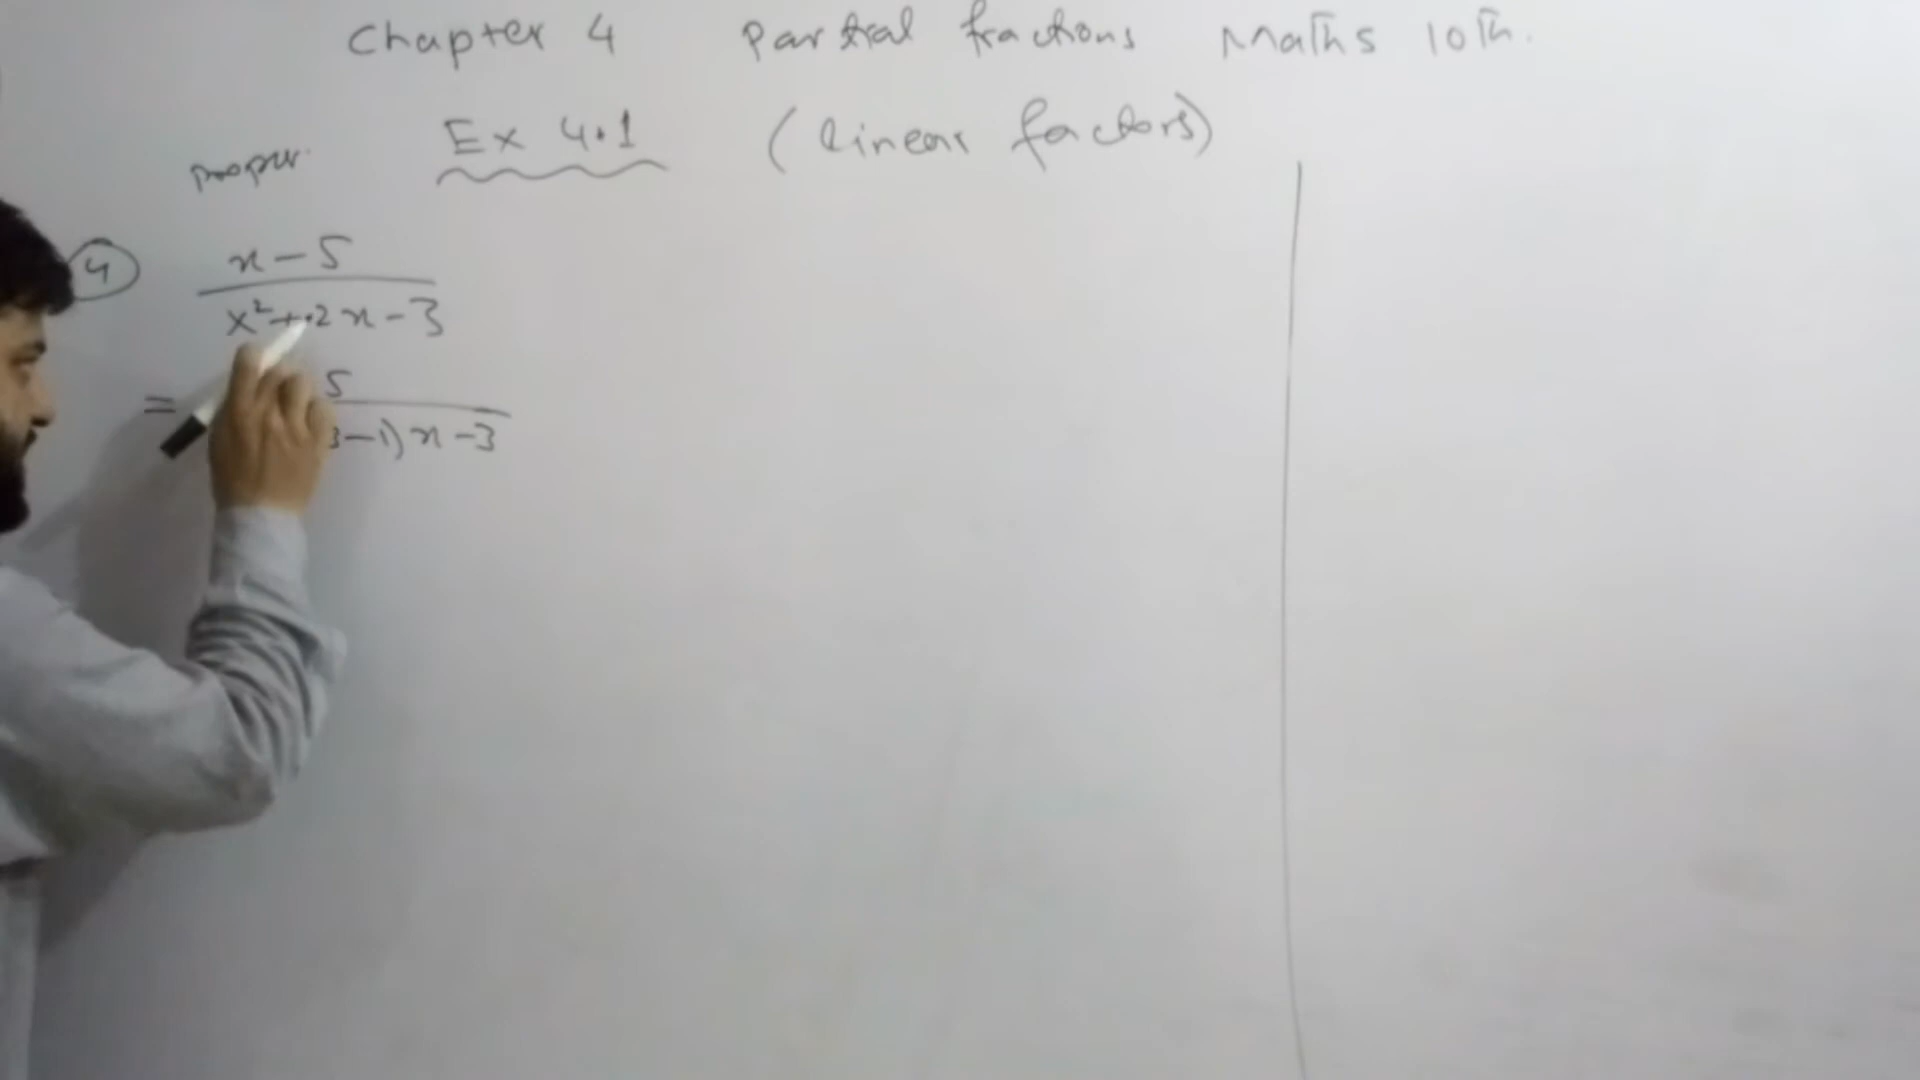 Chapter 4 Partial fractions Maths 10th.
Ex 4.1 (linear factors)
proper
4 x - 5
x² + 2x - 3
= 5
3-1)x - 3